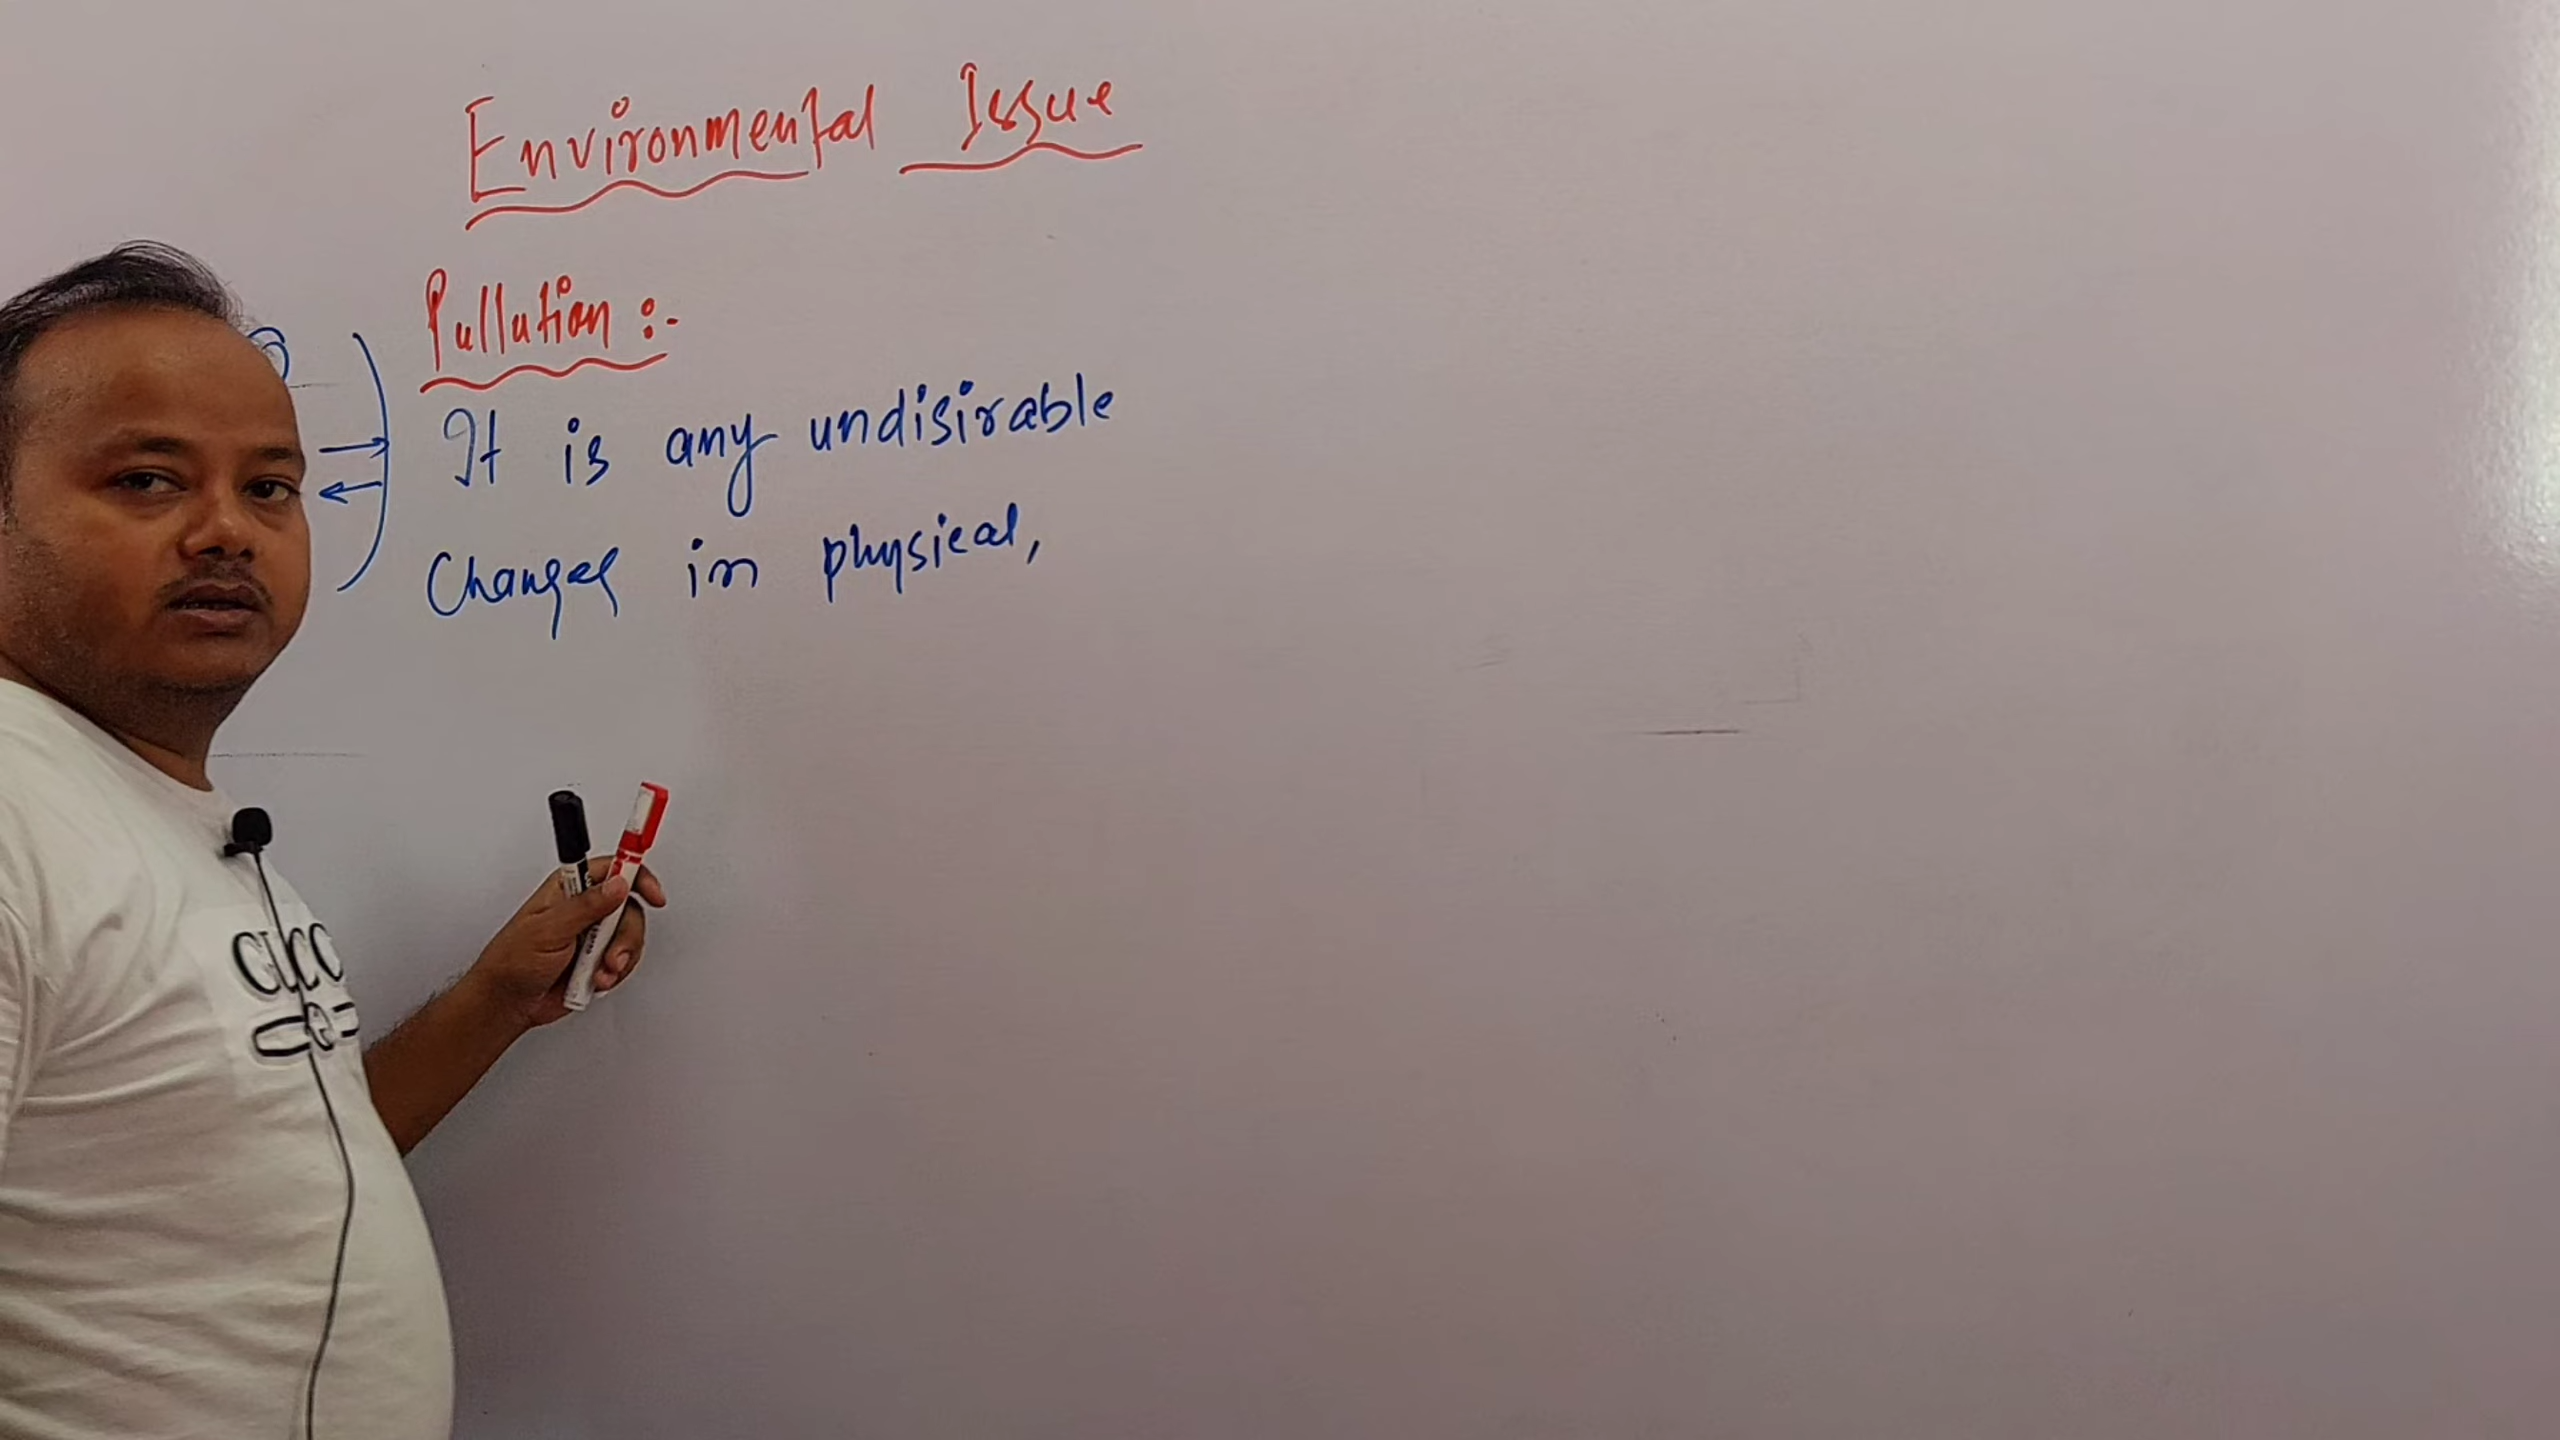 Environmental Issue
Pullution :-
It is any undisirable
Changes in physical,